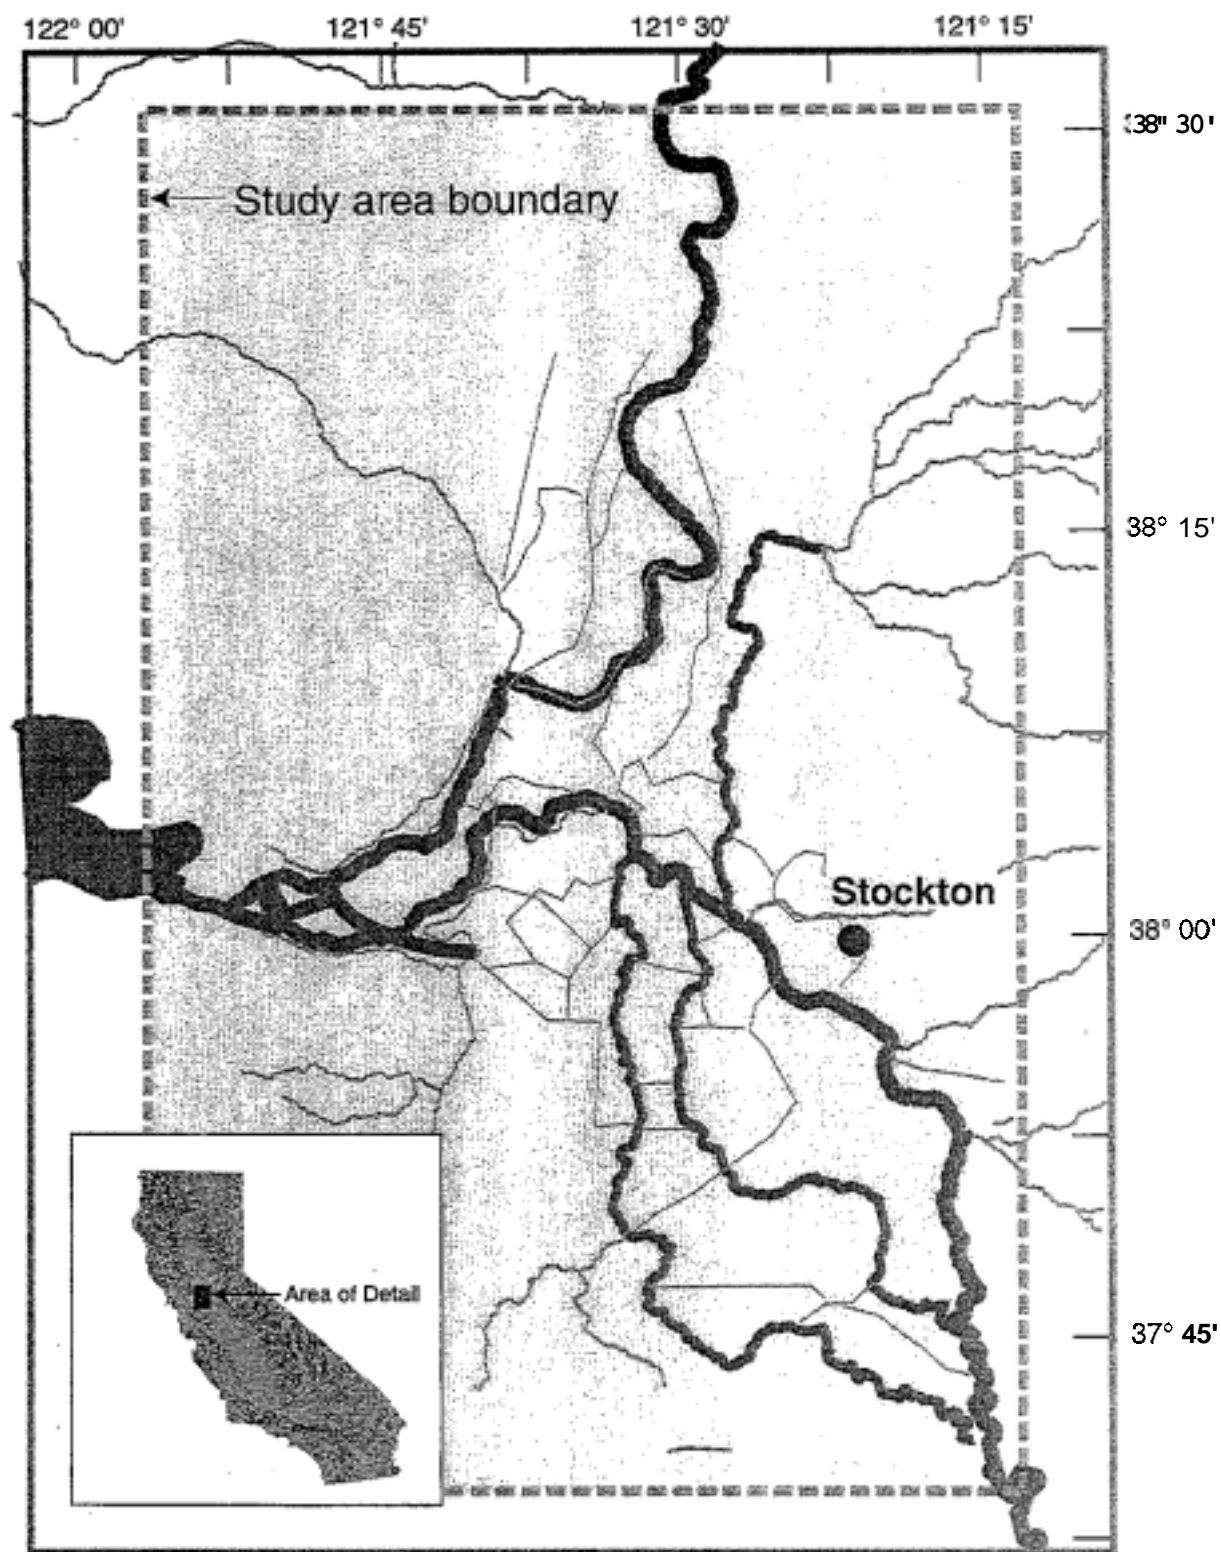 122° 00'
121° 45'
121° 30'
121° 15'
38" 30'
Study area boundary
38° 15'
Stockton
38° 00'
Area of Detail
37° 45'